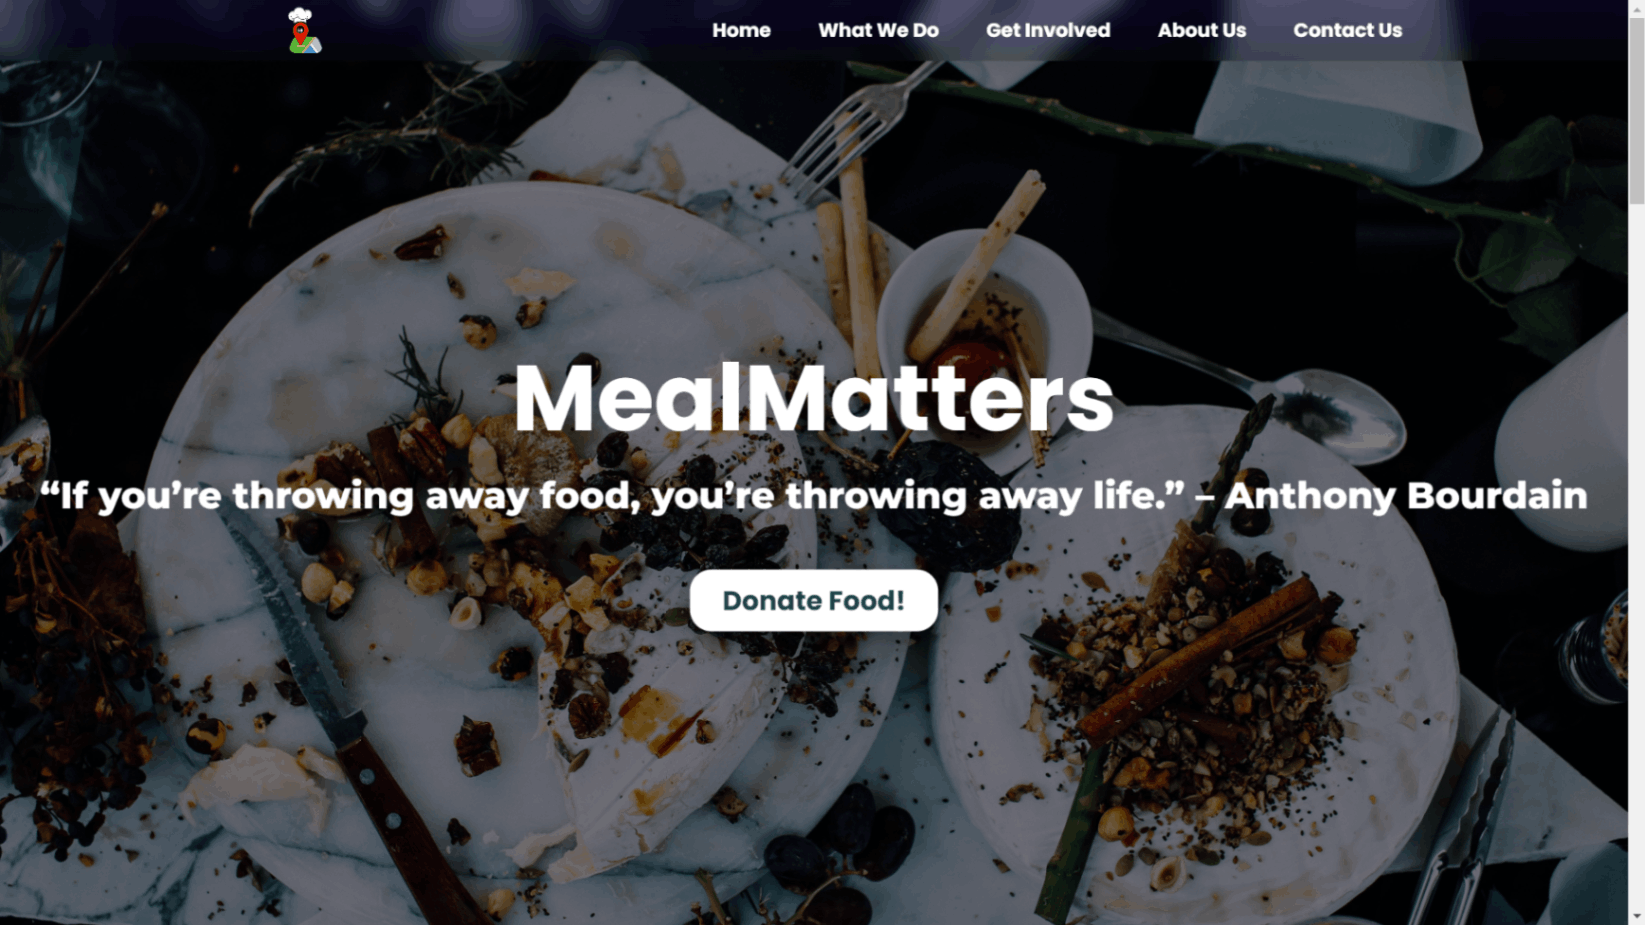 Home What We Do Get Involved About Us Contact Us
MealMatters
“If you’re throwing away food, you’re throwing away life.” – Anthony Bourdain
Donate Food!